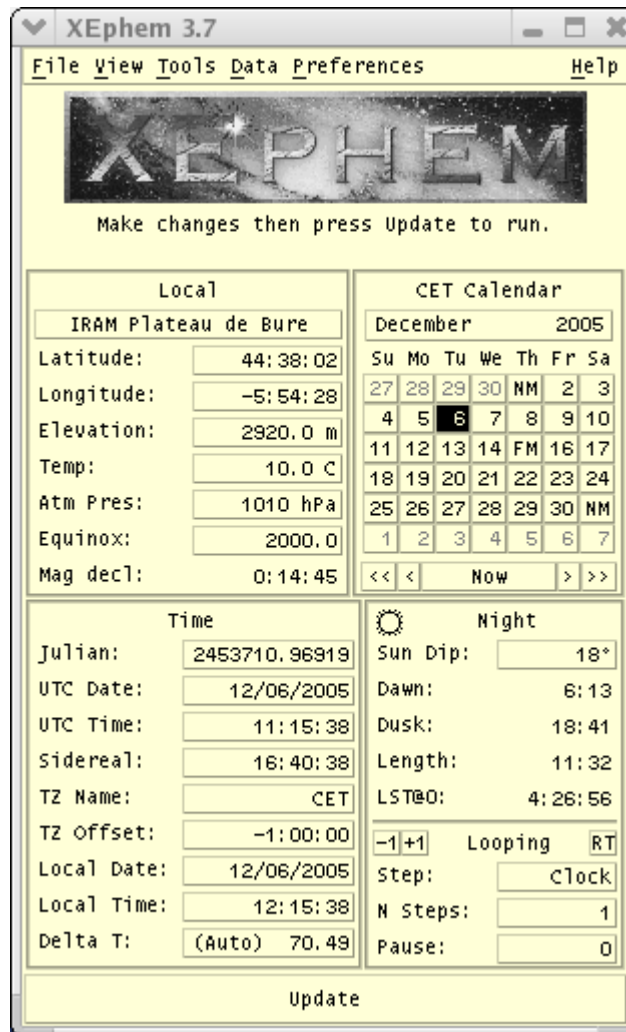 XEphem 3.7
File View Tools Data Preferences Help
XEPHEM
Make changes then press Update to run.
Local
IRAM Plateau de Bure
Latitude: 44:38:02
Longitude: -5:54:28
Elevation: 2920.0 m
Temp: 10.0 C
Atm Pres: 1010 hPa
Equinox: 2000.0
Mag decl: 0:14:45
CET Calendar
December 2005
Su Mo Tu We Th Fr Sa
27 28 29 30 NM 2 3
4 5 6 7 8 9 10
11 12 13 14 FM 16 17
18 19 20 21 22 23 24
25 26 27 28 29 30 NM
1 2 3 4 5 6 7
<< < Now > >>
Time
Julian: 2453710.96919
UTC Date: 12/06/2005
UTC Time: 11:15:38
Sidereal: 16:40:38
TZ Name: CET
TZ Offset: -1:00:00
Local Date: 12/06/2005
Local Time: 12:15:38
Delta T: (Auto) 70.49
Night
Sun Dip: 18°
Dawn: 6:13
Dusk: 18:41
Length: 11:32
LST@0: 4:26:56
-1 +1 Looping RT
Step: Clock
N Steps: 1
Pause: 0
Update